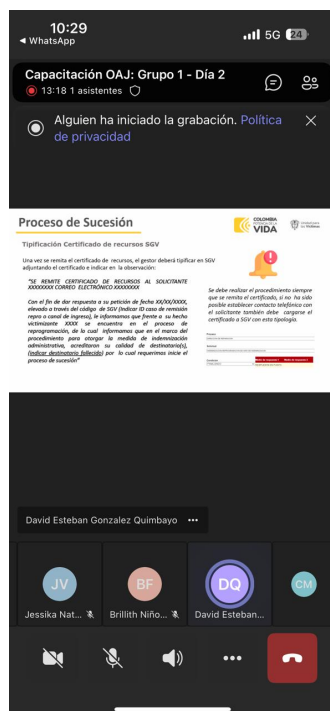 10:29
5G 24
◄ WhatsApp
Capacitación OAJ: Grupo 1 - Día 2
13:18 1 asistentes
Alguien ha iniciado la grabación. Política
de privacidad
Proceso de Sucesión
COLOMBIA
POTENCIA DE LA
VIDA
Tipificación Certificado de recursos SGV
Una vez se remita el certificado de recursos, el gestor deberá tipificar en SGV
adjuntando el certificado e indicar en la observación:
"SE REMITE CERTIFICADO DE RECURSOS AL SOLICITANTE
XXXXXXXX CORREO ELECTRÓNICO XXXXXXXX
Con el fin de dar respuesta a su petición de fecha XX/XX/XXXX,
elevado a través del código de SGV (Indicar ID caso de remisión
repro o canal de ingreso), le informamos que frente a su hecho
victimizante XXXX se encuentra en el proceso de
reprogramación, de la cual informamos que en el marca del
procedimiento para otorgar la medida de indemnización
administrativa, acreditaron su calidad de destinatario(s),
(indicar destinatario fallecido) por lo cual requerimos inicie el
proceso de sucesión"
Se debe realizar el procedimiento siempre
que se remita el certificado, si no ha sido
posible establecer contacto telefónico con
el solicitante también debe cargarse el
certificado a SGV con esta tipología.
David Esteban Gonzalez Quimbayo •••
JV
BF
DQ
CM
Jessika Nat...
Brillith Niño...
David Esteban...